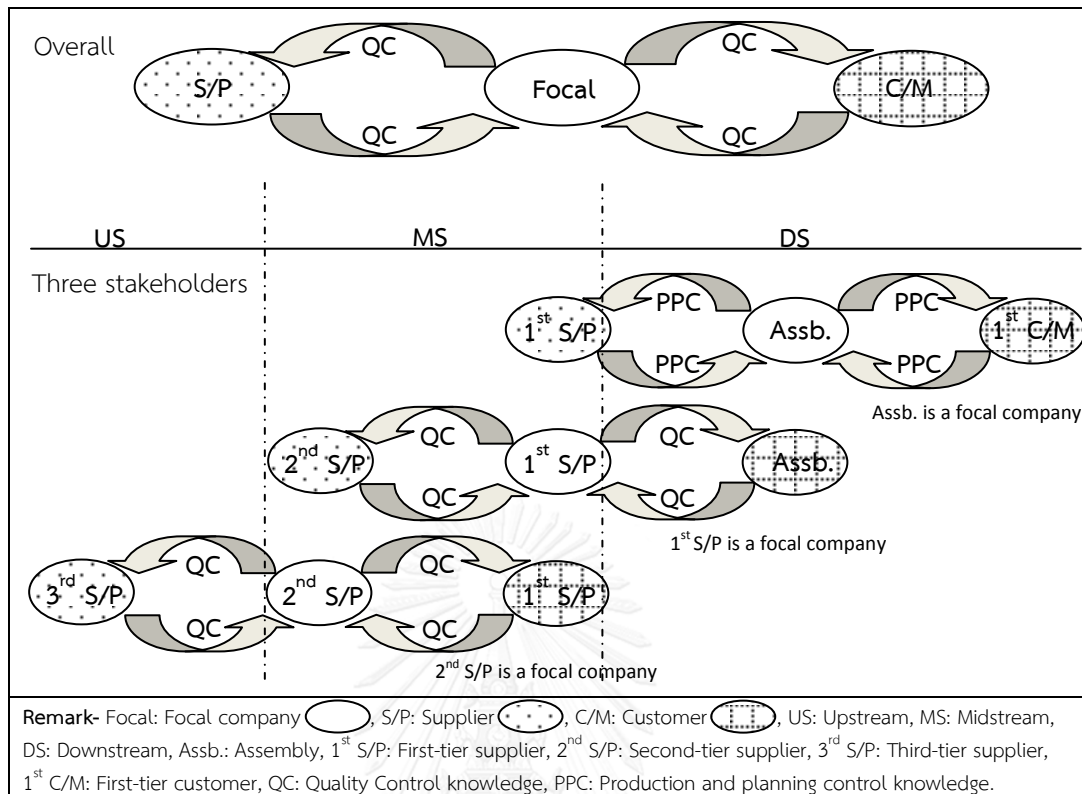 Overall
QC QC
S/P Focal C/M
QC QC
US MS DS
Three stakeholders
PPC PPC
1st S/P Assb. 1st C/M
PPC PPC
Assb. is a focal company
QC QC
2nd S/P 1st S/P Assb.
QC QC
1st S/P is a focal company
QC QC
3rd S/P 2nd S/P 1st S/P
QC QC
2nd S/P is a focal company
Remark- Focal: Focal company , S/P: Supplier , C/M: Customer , US: Upstream, MS: Midstream,
DS: Downstream, Assb.: Assembly, 1st S/P: First-tier supplier, 2nd S/P: Second-tier supplier, 3rd S/P: Third-tier supplier,
1st C/M: First-tier customer, QC: Quality Control knowledge, PPC: Production and planning control knowledge.